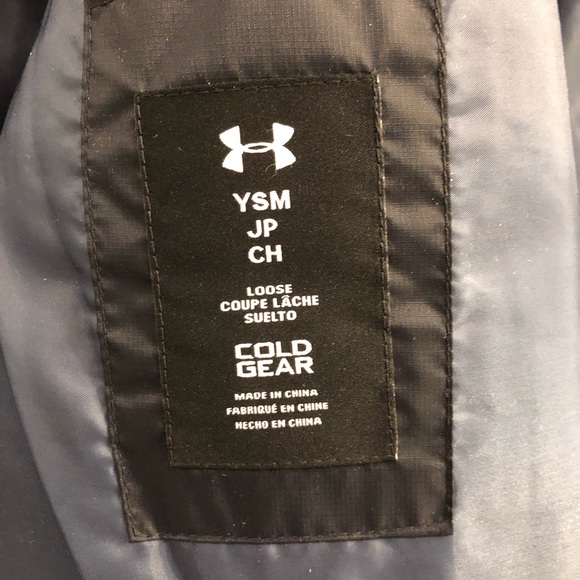 YSM
JP
CH
LOOSE
COUPE LÂCHE
SUELTO
COLD
GEAR
MADE IN CHINA
FABRIQUÉ EN CHINE
HECHO EN CHINA